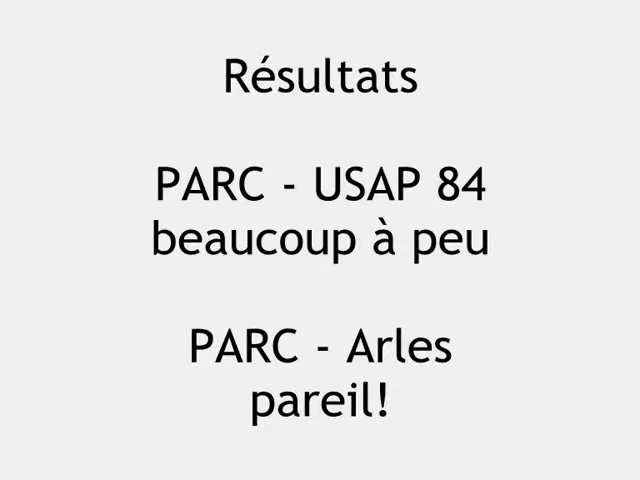 Résultats
PARC - USAP 84
beaucoup à peu
PARC - Arles
pareil!